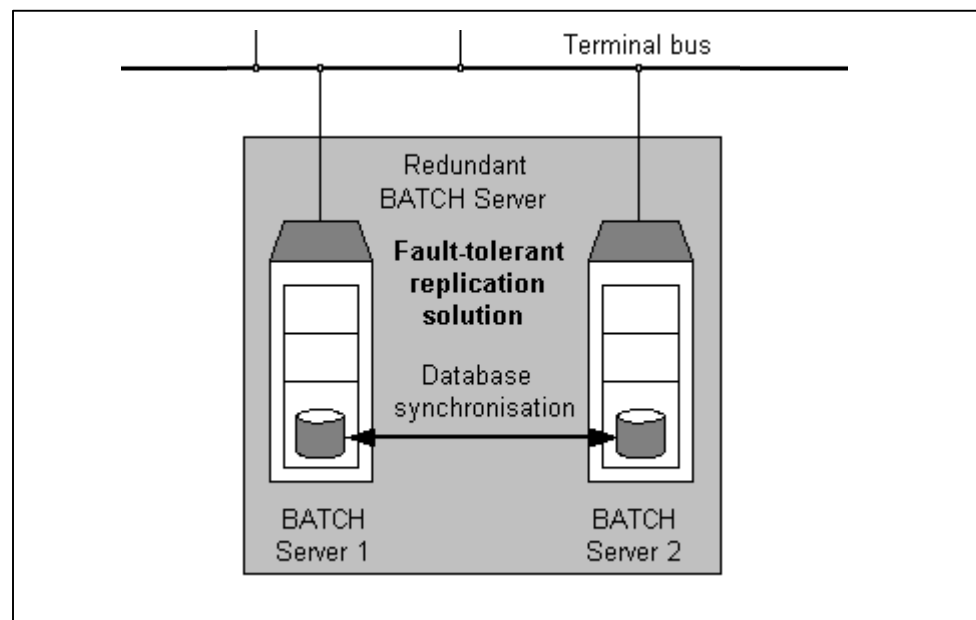 Terminal bus
Redundant
BATCH Server
Fault-tolerant
replication
solution
Database
synchronisation
BATCH
Server 1
BATCH
Server 2